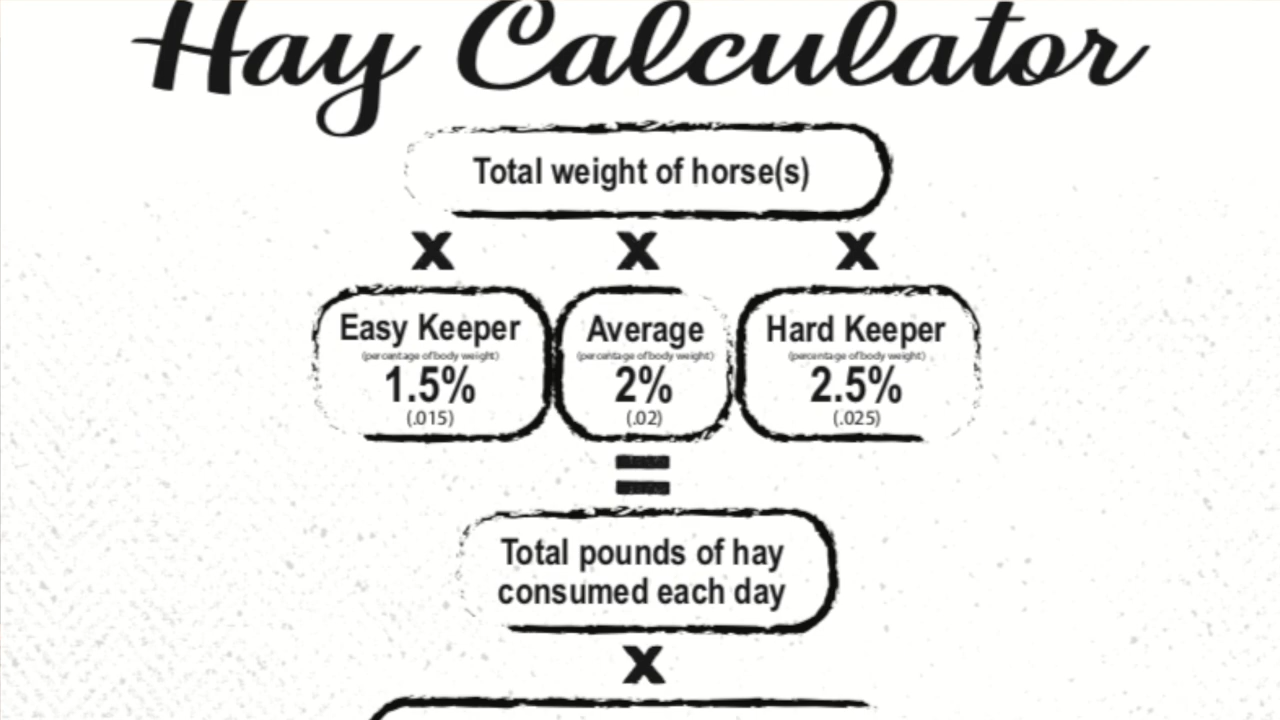 Hay Calculator
Total weight of horse(s)
x x x
Easy Keeper Average Hard Keeper
(percentage of body weight) (percentage of body weight) (percentage of body weight)
1.5% 2% 2.5%
(.015) (.02) (.025)
=
Total pounds of hay
consumed each day
x